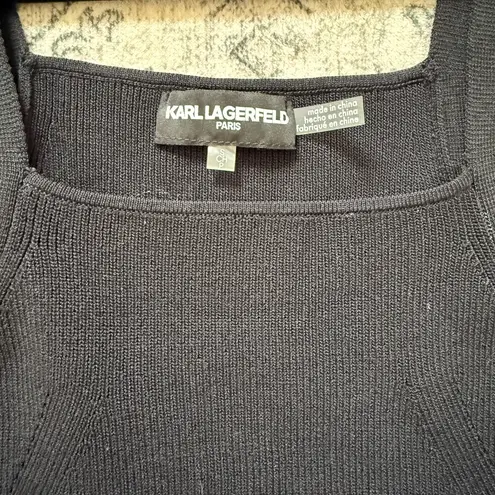 KARL LAGERFELD
PARIS
made in china
hecho en china
fabriqué en chine